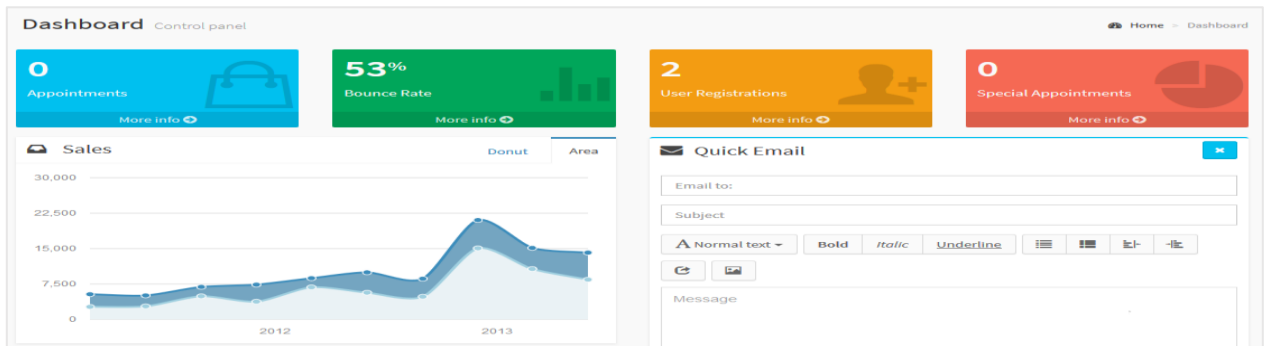 Dashboard Control panel
Home > Dashboard
0
Appointments
More info
53%
Bounce Rate
More info
2
User Registrations
More info
0
Special Appointments
More info
Sales
Donut Area
30,000
22,500
15,000
7,500
0
2012 2013
Quick Email
Email to:
Subject
A Normal text Bold Italic Underline
Message